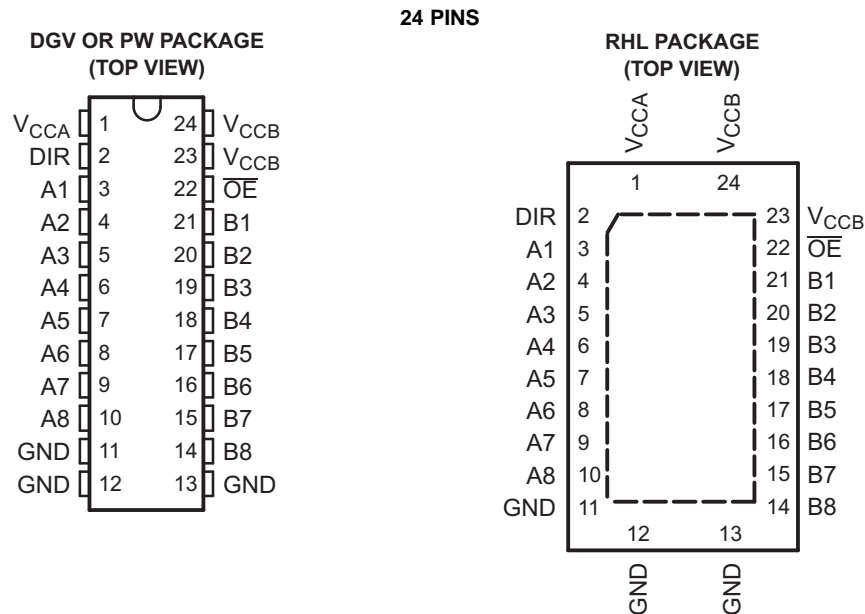 24 PINS
DGV OR PW PACKAGE
(TOP VIEW)
VCCA 1 24 VCCB
DIR 2 23 VCCB
A1 3 22 O̅E̅
A2 4 21 B1
A3 5 20 B2
A4 6 19 B3
A5 7 18 B4
A6 8 17 B5
A7 9 16 B6
A8 10 15 B7
GND 11 14 B8
GND 12 13 GND
RHL PACKAGE
(TOP VIEW)
VCCA VCCB
1 24
DIR 2 23 VCCB
A1 3 22 O̅E̅
A2 4 21 B1
A3 5 20 B2
A4 6 19 B3
A5 7 18 B4
A6 8 17 B5
A7 9 16 B6
A8 10 15 B7
GND 11 14 B8
12 13
GND GND